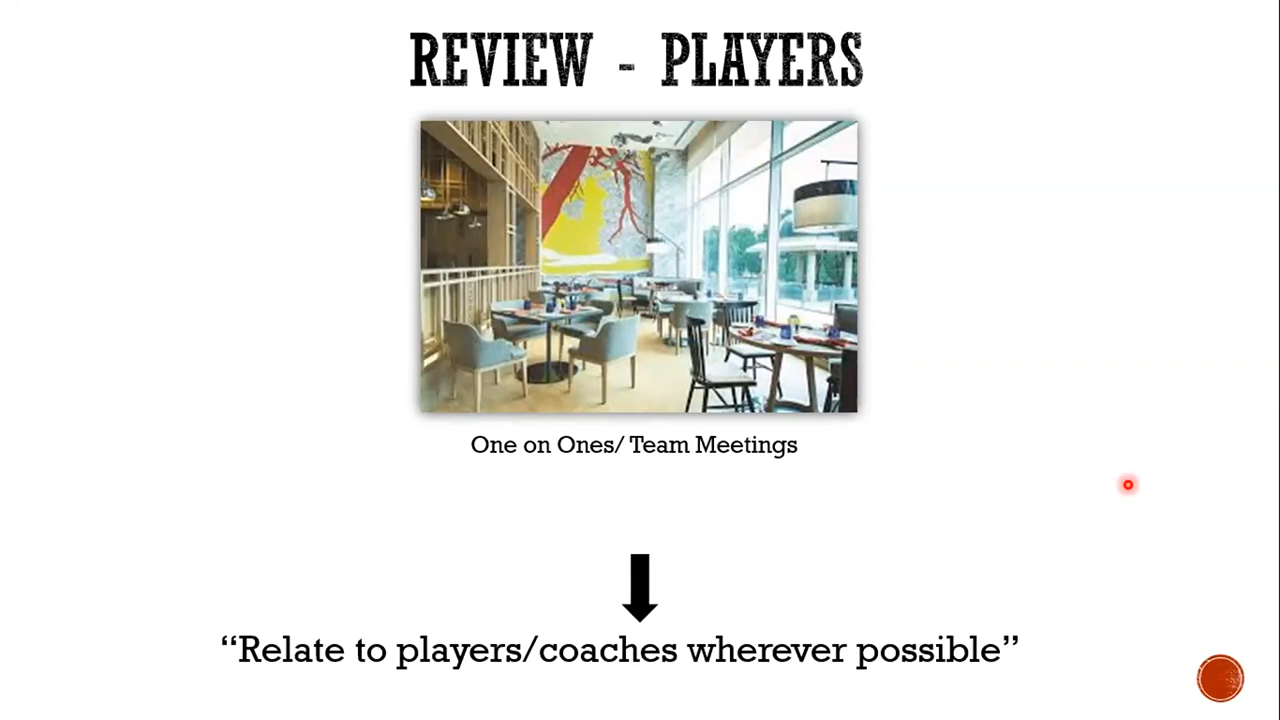 REVIEW - PLAYERS
One on Ones/ Team Meetings
“Relate to players/coaches wherever possible”